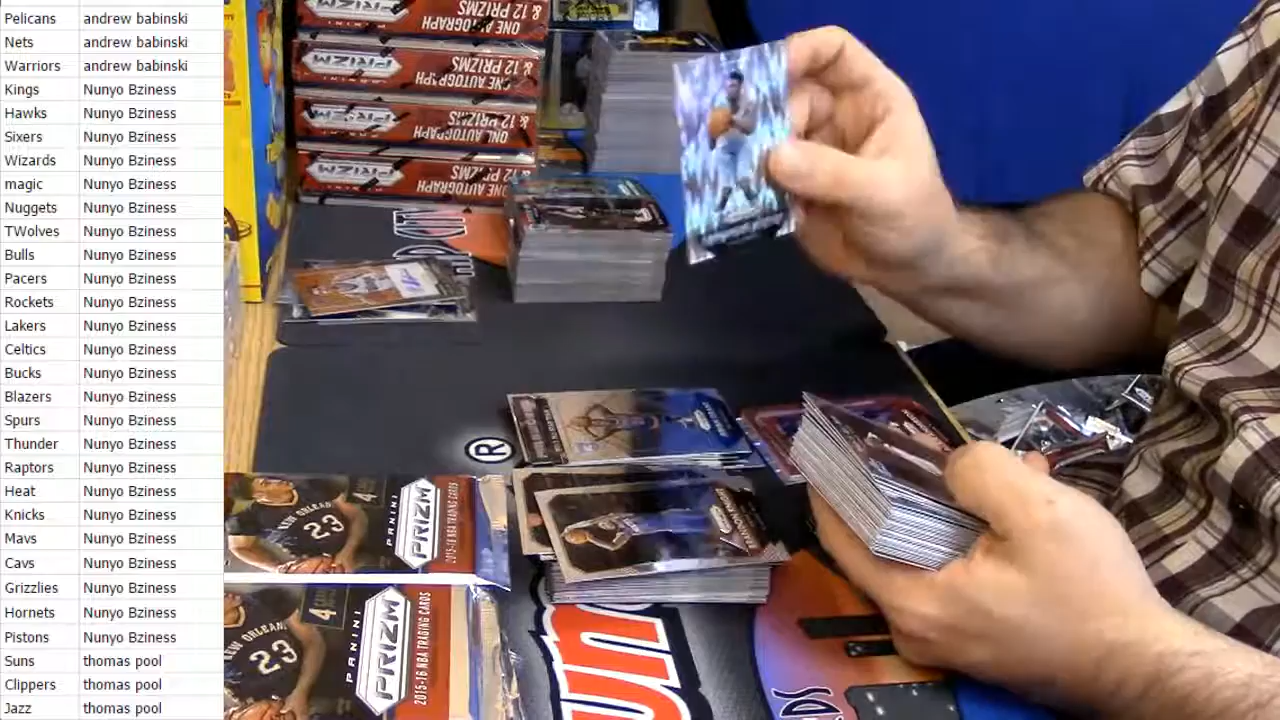 Pelicans andrew babinski
Nets andrew babinski
Warriors andrew babinski
Kings Nunyo Bziness
Hawks Nunyo Bziness
Sixers Nunyo Bziness
Wizards Nunyo Bziness
magic Nunyo Bziness
Nuggets Nunyo Bziness
TWolves Nunyo Bziness
Bulls Nunyo Bziness
Pacers Nunyo Bziness
Rockets Nunyo Bziness
Lakers Nunyo Bziness
Celtics Nunyo Bziness
Bucks Nunyo Bziness
Blazers Nunyo Bziness
Spurs Nunyo Bziness
Thunder Nunyo Bziness
Raptors Nunyo Bziness
Heat Nunyo Bziness
Knicks Nunyo Bziness
Mavs Nunyo Bziness
Cavs Nunyo Bziness
Grizzlies Nunyo Bziness
Hornets Nunyo Bziness
Pistons Nunyo Bziness
Suns thomas pool
Clippers thomas pool
Jazz thomas pool
ONE AUTOGRAPH
& 12 PRIZMS
PRIZM
ONE AUTOGRAPH
& 12 PRIZMS
PRIZM
ONE AUTOGRAPH
& 12 PRIZMS
PRIZM
ONE AUTOGRAPH
& 12 PRIZMS
PRIZM
®
NEW ORLEANS
23
4
PANINI
PRIZM
2015-16 NBA TRADING CARDS
NEW ORLEANS
23
4
PANINI
PRIZM
2015-16 NBA TRADING CARDS